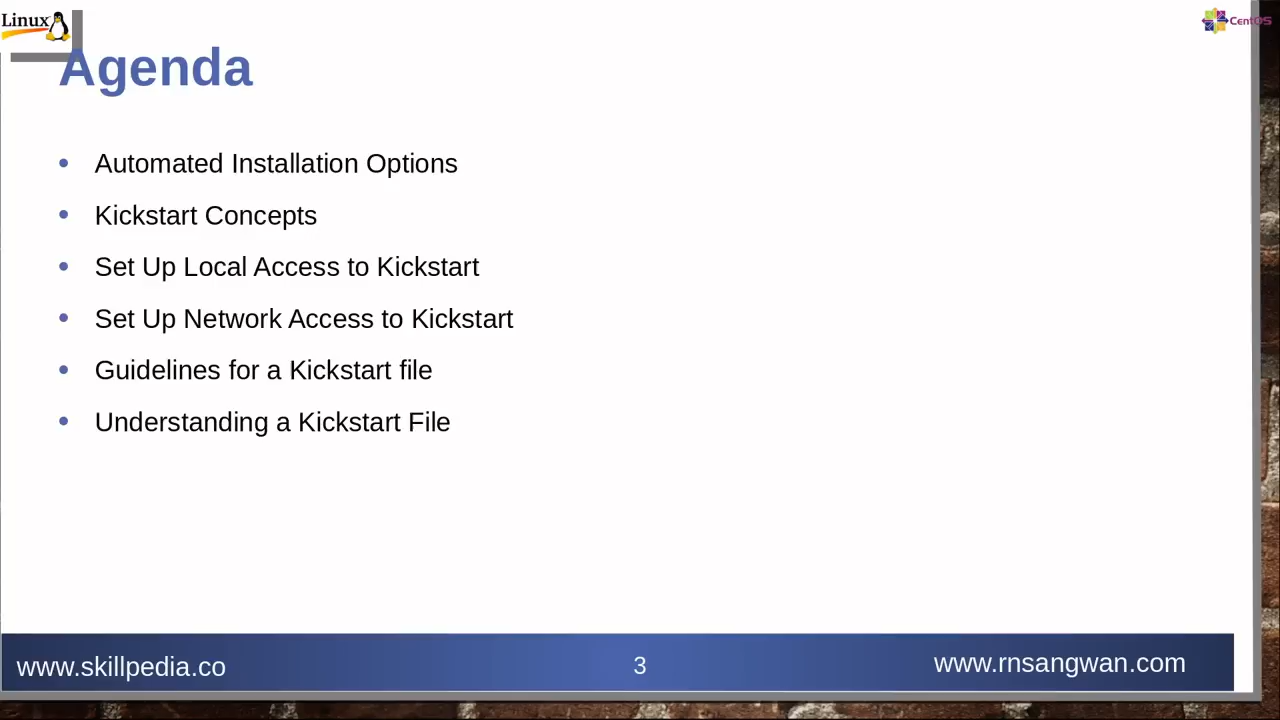 Linux
CentOS
Agenda
• Automated Installation Options
• Kickstart Concepts
• Set Up Local Access to Kickstart
• Set Up Network Access to Kickstart
• Guidelines for a Kickstart file
• Understanding a Kickstart File
www.skillpedia.co
3
www.rnsangwan.com